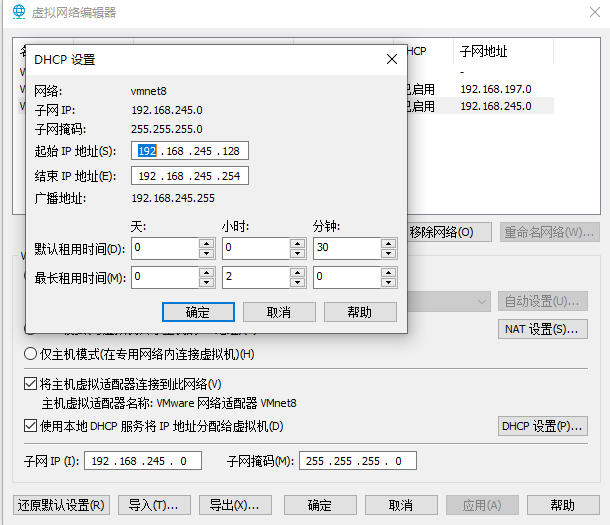 虚拟网络编辑器
HCP 子网地址
-
已启用 192.168.197.0
已启用 192.168.245.0
DHCP 设置
网络: vmnet8
子网 IP: 192.168.245.0
子网掩码: 255.255.255.0
起始 IP 地址(S): 192 . 168 . 245 . 128
结束 IP 地址(E): 192 . 168 . 245 . 254
广播地址: 192.168.245.255
天: 小时: 分钟:
默认租用时间(D): 0 0 30
最长租用时间(M): 0 2 0
确定 取消 帮助
移除网络(O) 重命名网络(W)...
自动设置(U)...
NAT 设置(S)...
仅主机模式(在专用网络内连接虚拟机)(H)
将主机虚拟适配器连接到此网络(V)
主机虚拟适配器名称: VMware 网络适配器 VMnet8
使用本地 DHCP 服务将 IP 地址分配给虚拟机(D) DHCP 设置(P)...
子网 IP (I): 192 . 168 . 245 . 0 子网掩码(M): 255 . 255 . 255 . 0
还原默认设置(R) 导入(T)... 导出(X)... 确定 取消 应用(A) 帮助